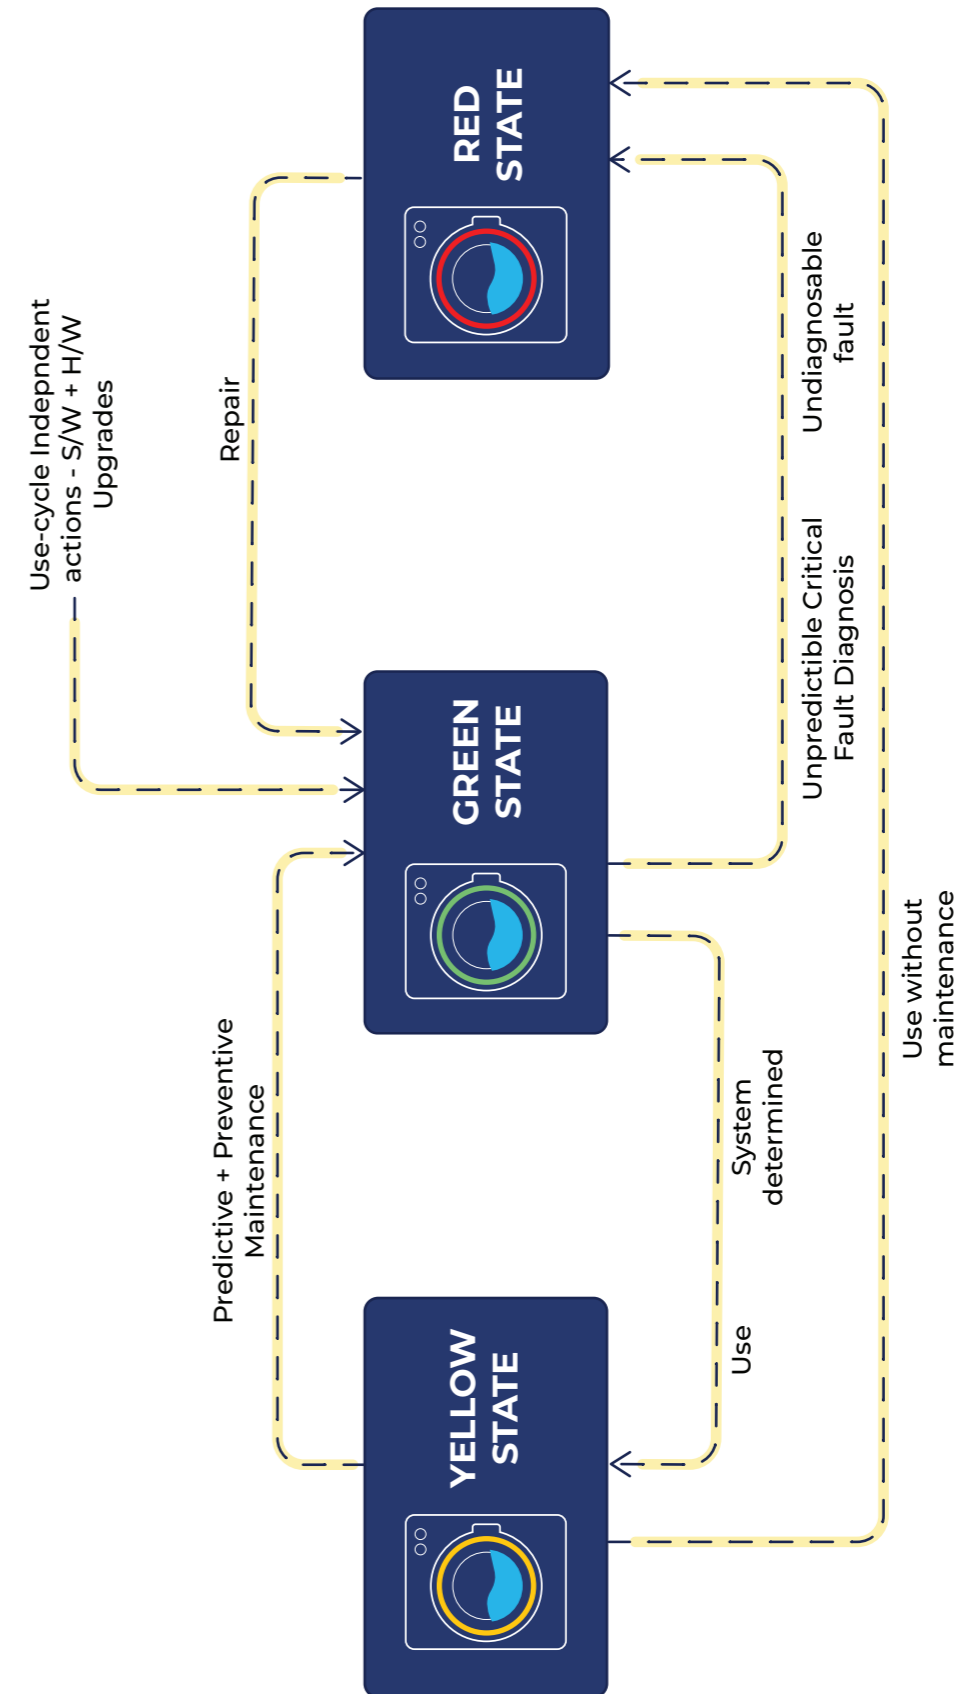 Use-cycle Indepndent
actions - S/W + H/W
Upgrades
Predictive + Preventive
Maintenance
Repair
YELLOW
STATE
GREEN
STATE
RED
STATE
Use
System
determined
Unpredictible Critical
Fault Diagnosis
Undiagnosable
fault
Use without
maintenance